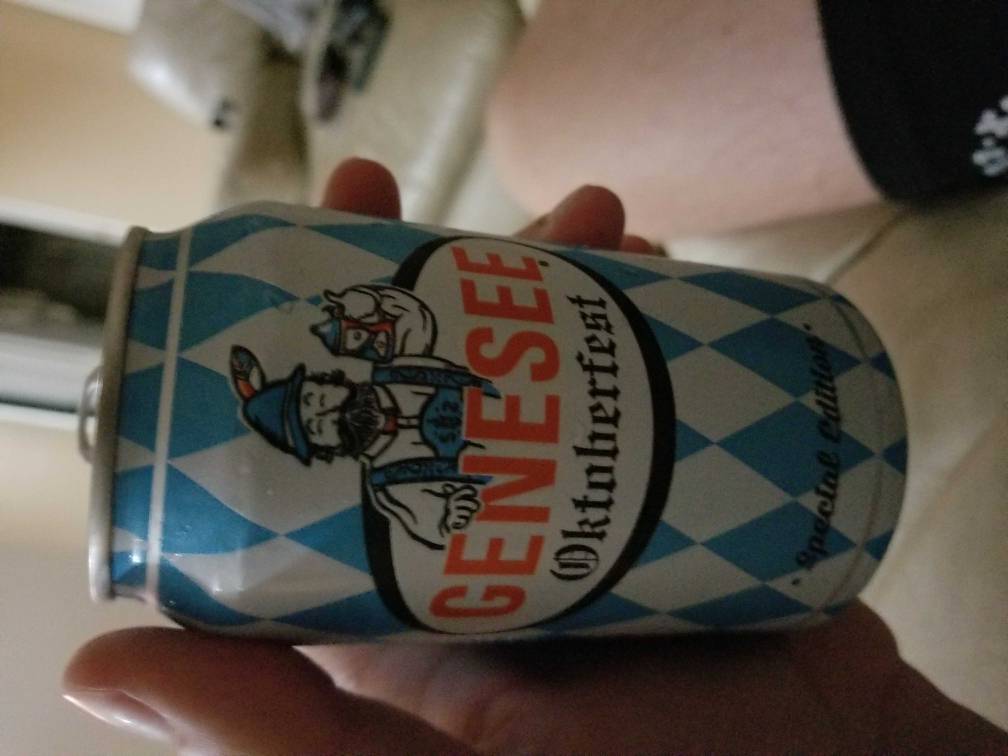 GENESEE
Oktoberfest
• Special Edition •